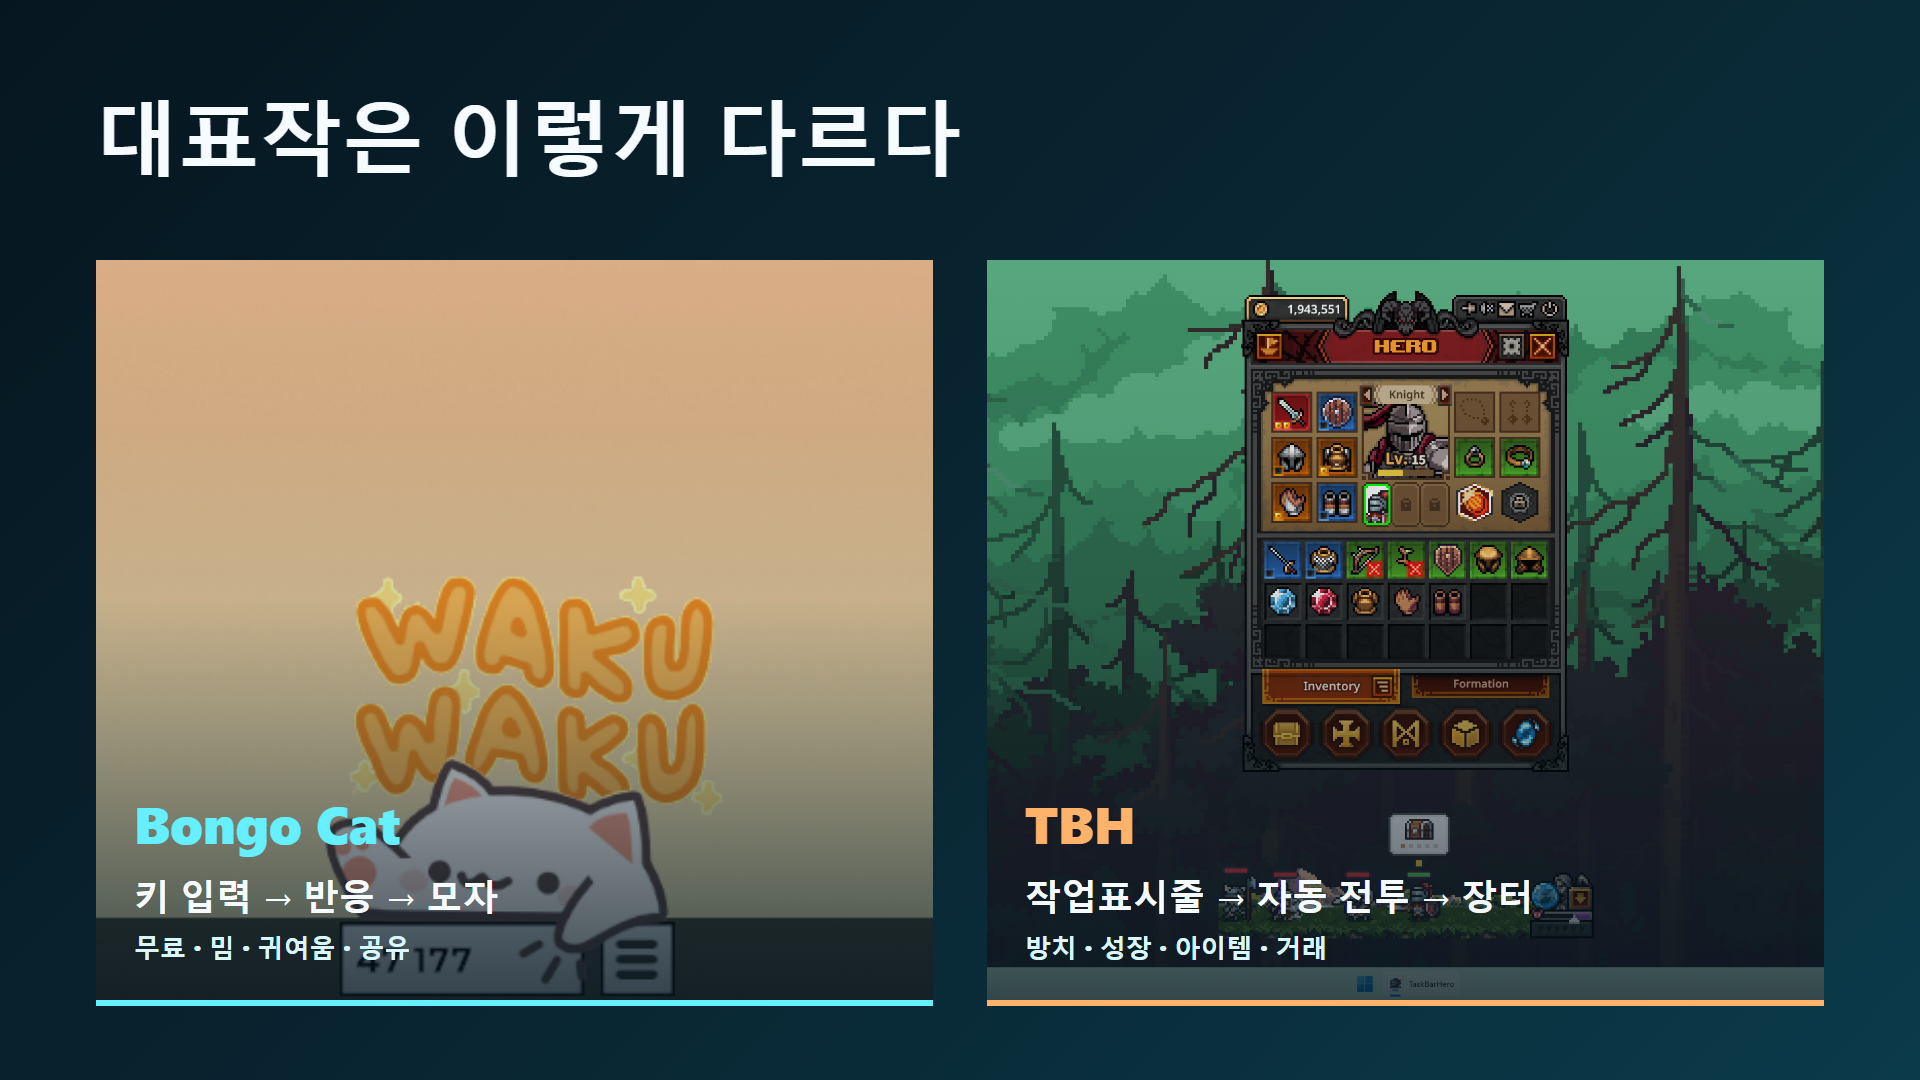 대표작은 이렇게 다르다
WAKU
WAKU
Bongo Cat
키 입력 → 반응 → 모자
무료 · 밈 · 귀여움 · 공유
177
1,943,551
HERO
Knight
LV. 15
Inventory
Formation
TBH
작업표시줄 → 자동 전투 → 장터
방치 · 성장 · 아이템 · 거래
TaskBarHero